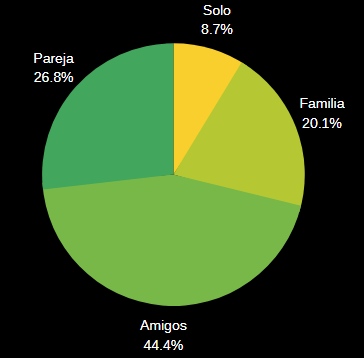 Solo
8.7%
Pareja
26.8%
Familia
20.1%
Amigos
44.4%